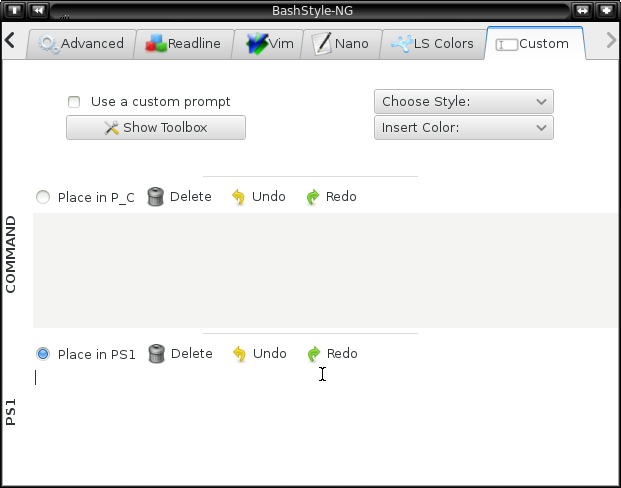 BashStyle-NG
Advanced Readline Vim Nano LS Colors Custom
Use a custom prompt Choose Style:
Show Toolbox Insert Color:
Place in P_C Delete Undo Redo
COMMAND
Place in PS1 Delete Undo Redo
PS1